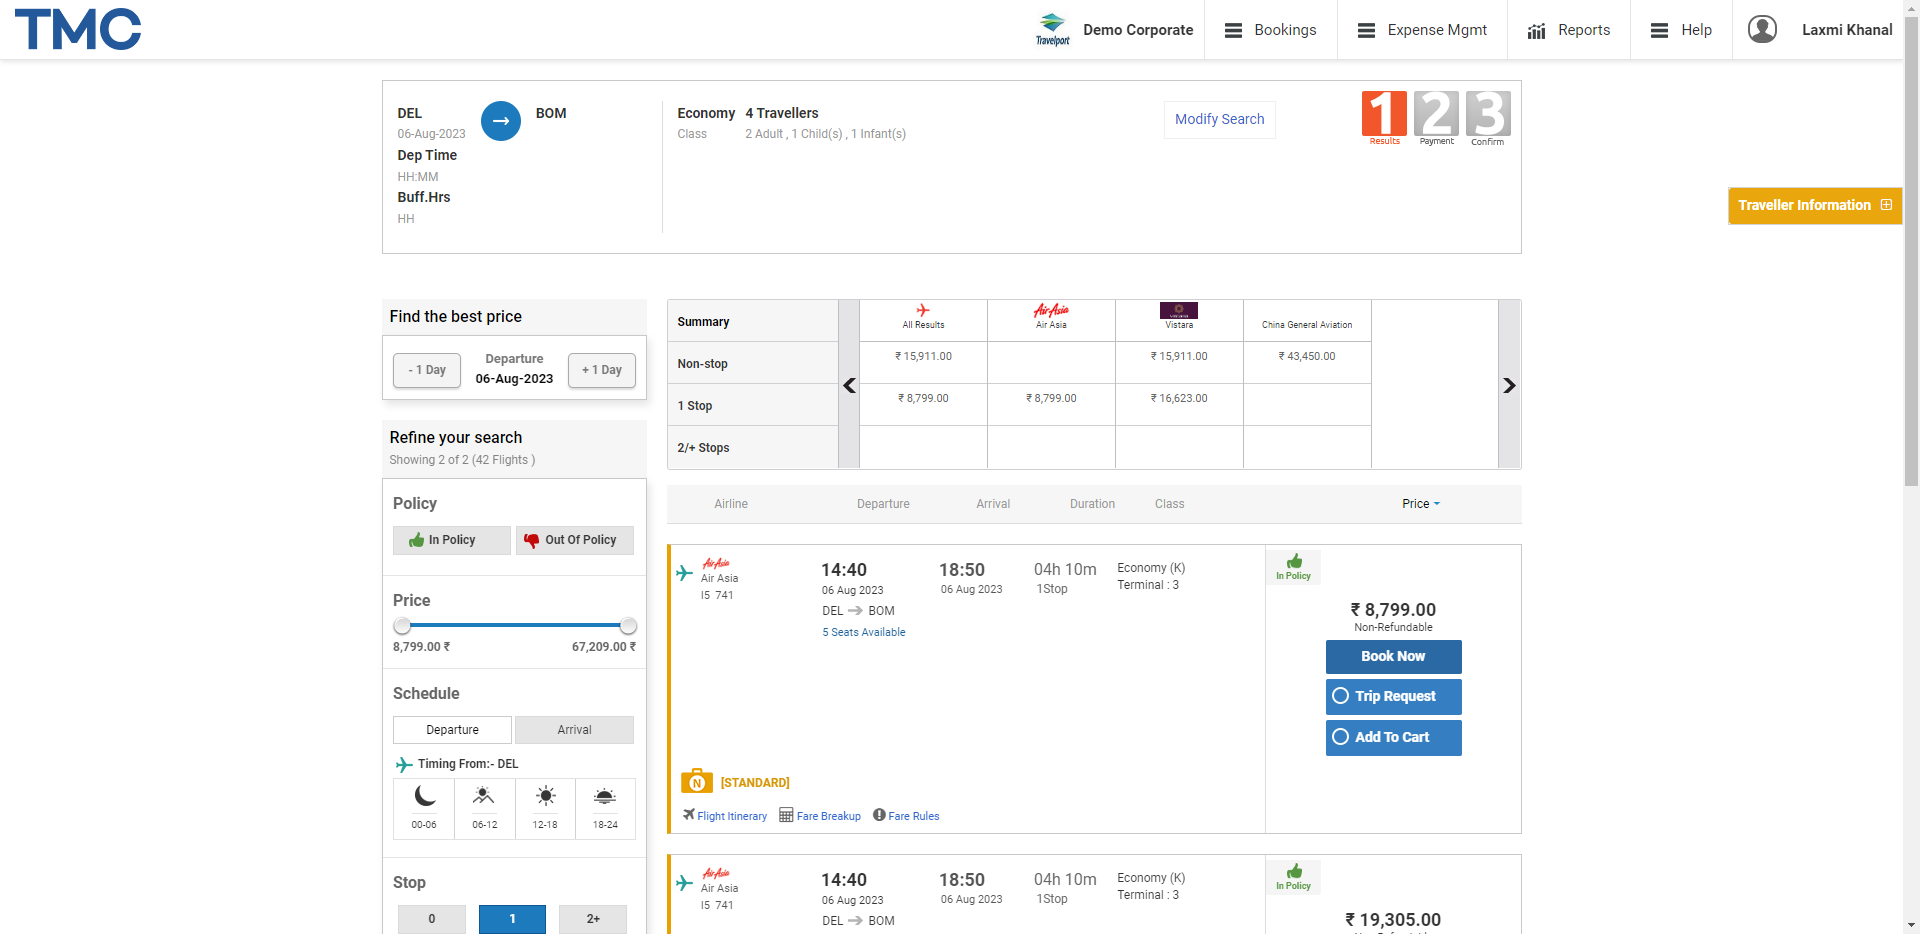 TMC
Travelport
Demo Corporate
Bookings
Expense Mgmt
Reports
Help
Laxmi Khanal
DEL
06-Aug-2023
Dep Time
HH:MM
Buff.Hrs
HH
BOM
Economy
Class
4 Travellers
2 Adult , 1 Child(s) , 1 Infant(s)
Modify Search
1 2 3
Results Payment Confirm
Traveller Information
Find the best price
- 1 Day
Departure
06-Aug-2023
+ 1 Day
Refine your search
Showing 2 of 2 (42 Flights )
Policy
In Policy
Out Of Policy
Price
8,799.00 ₹ 67,209.00 ₹
Schedule
Departure Arrival
Timing From:- DEL
00-06 06-12 12-18 18-24
Stop
0 1 2+
Summary All Results AirAsia Air Asia Vistara China General Aviation
Non-stop ₹ 15,911.00 ₹ 15,911.00 ₹ 43,450.00
1 Stop ₹ 8,799.00 ₹ 8,799.00 ₹ 16,623.00
2/+ Stops
Airline Departure Arrival Duration Class Price
AirAsia
Air Asia
I5 741
14:40
06 Aug 2023
DEL BOM
5 Seats Available
18:50
06 Aug 2023
04h 10m
1Stop
Economy (K)
Terminal : 3
In Policy
₹ 8,799.00
Non-Refundable
Book Now
Trip Request
Add To Cart
N [STANDARD]
Flight Itinerary Fare Breakup Fare Rules
AirAsia
Air Asia
I5 741
14:40
06 Aug 2023
DEL BOM
18:50
06 Aug 2023
04h 10m
1Stop
Economy (K)
Terminal : 3
In Policy
₹ 19,305.00